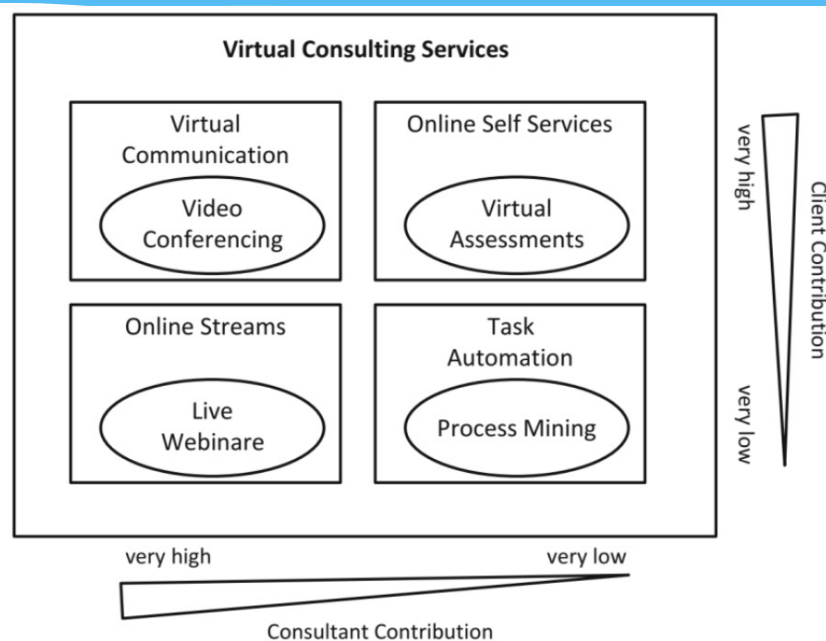 Virtual Consulting Services
Virtual
Communication
Video
Conferencing
Online Self Services
Virtual
Assessments
Online Streams
Live
Webinare
Task
Automation
Process Mining
very high
very low
Client Contribution
very high
very low
Consultant Contribution